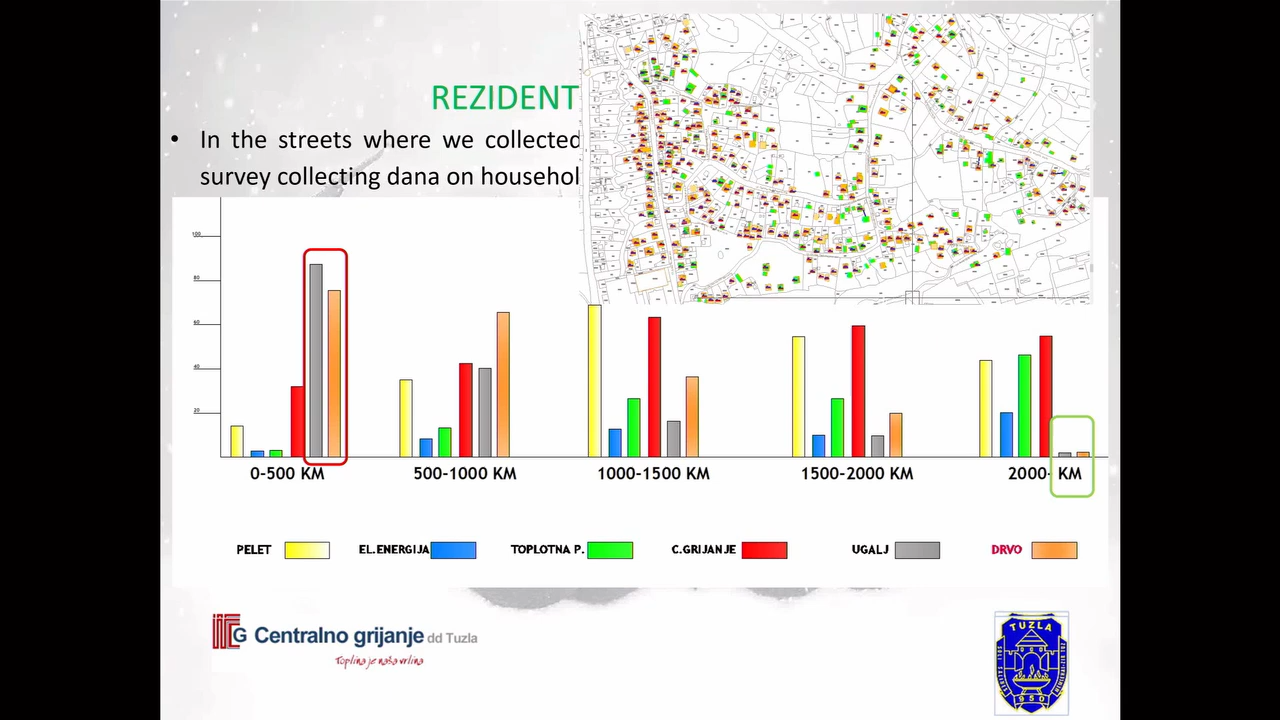 REZIDENT
• In the streets where we collected
survey collecting dana on househol
100
80
60
40
20
0-500 KM 500-1000 KM 1000-1500 KM 1500-2000 KM 2000- KM
PELET EL.ENERGIJA TOPLOTNA P. C.GRIJANJE UGALJ DRVO
Centralno grijanje dd Tuzla
Toplina je naša vrlina
TUZLA
950